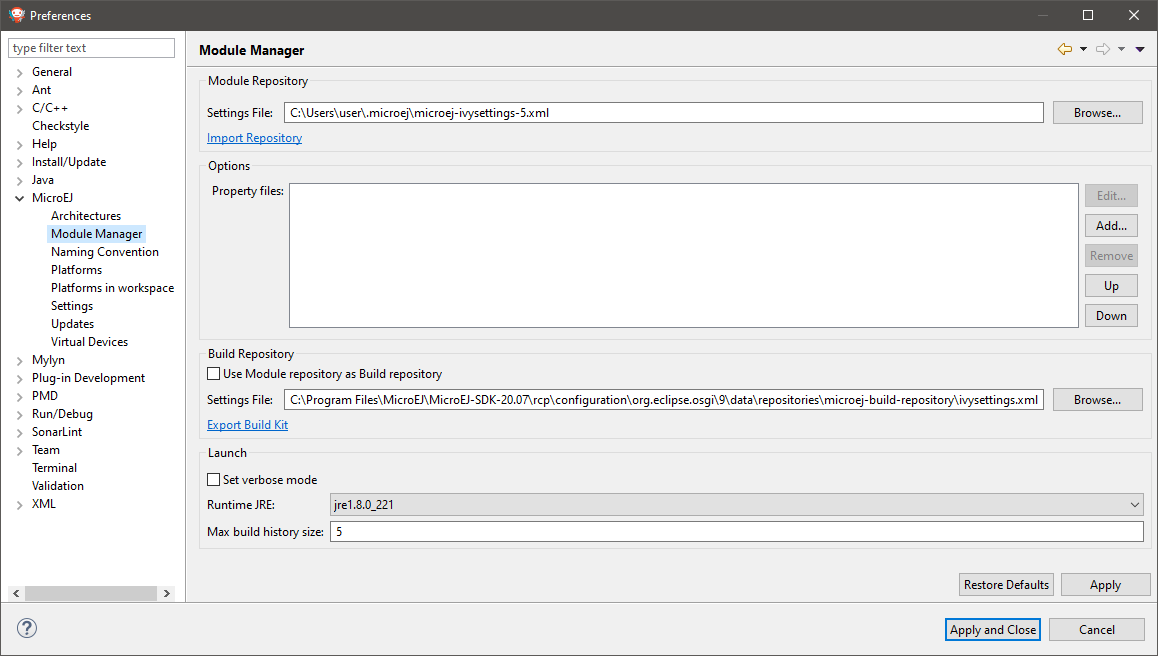 Preferences
type filter text
General
Ant
C/C++
Checkstyle
Help
Install/Update
Java
MicroEJ
Architectures
Module Manager
Naming Convention
Platforms
Platforms in workspace
Settings
Updates
Virtual Devices
Mylyn
Plug-in Development
PMD
Run/Debug
SonarLint
Team
Terminal
Validation
XML
Module Manager
Module Repository
Settings File: C:\Users\user\.microej\microej-ivysettings-5.xml Browse...
Import Repository
Options
Property files:
Edit...
Add...
Remove
Up
Down
Build Repository
Use Module repository as Build repository
Settings File: C:\Program Files\MicroEJ\MicroEJ-SDK-20.07\rcp\configuration\org.eclipse.osgi\9\data\repositories\microej-build-repository\ivysettings.xml Browse...
Export Build Kit
Launch
Set verbose mode
Runtime JRE: jre1.8.0_221
Max build history size: 5
Restore Defaults Apply
? Apply and Close Cancel